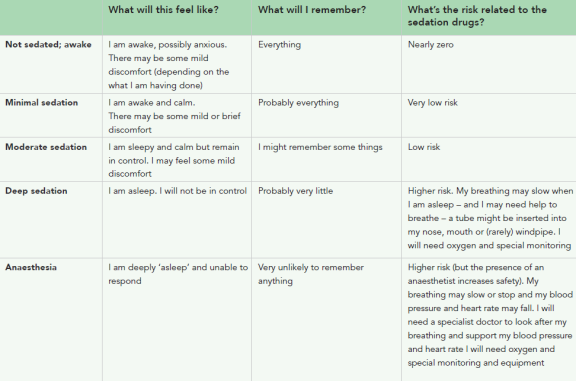 What will this feel like?
What will I remember?
What's the risk related to the
sedation drugs?
Not sedated; awake
I am awake, possibly anxious.
There may be some mild
discomfort (depending on the
what I am having done)
Everything
Nearly zero
Minimal sedation
I am awake and calm.
There may be some mild or brief
discomfort
Probably everything
Very low risk
Moderate sedation
I am sleepy and calm but remain
in control. I may feel some mild
discomfort
I might remember some things
Low risk
Deep sedation
I am asleep. I will not be in control
Probably very little
Higher risk. My breathing may slow when
I am asleep – and I may need help to
breathe – a tube might be inserted into
my nose, mouth or (rarely) windpipe. I
will need oxygen and special monitoring
Anaesthesia
I am deeply 'asleep' and unable to
respond
Very unlikely to remember
anything
Higher risk (but the presence of an
anaesthetist increases safety). My
breathing may slow or stop and my blood
pressure and heart rate may fall. I will
need a specialist doctor to look after my
breathing and support my blood pressure
and heart rate I will need oxygen and
special monitoring and equipment